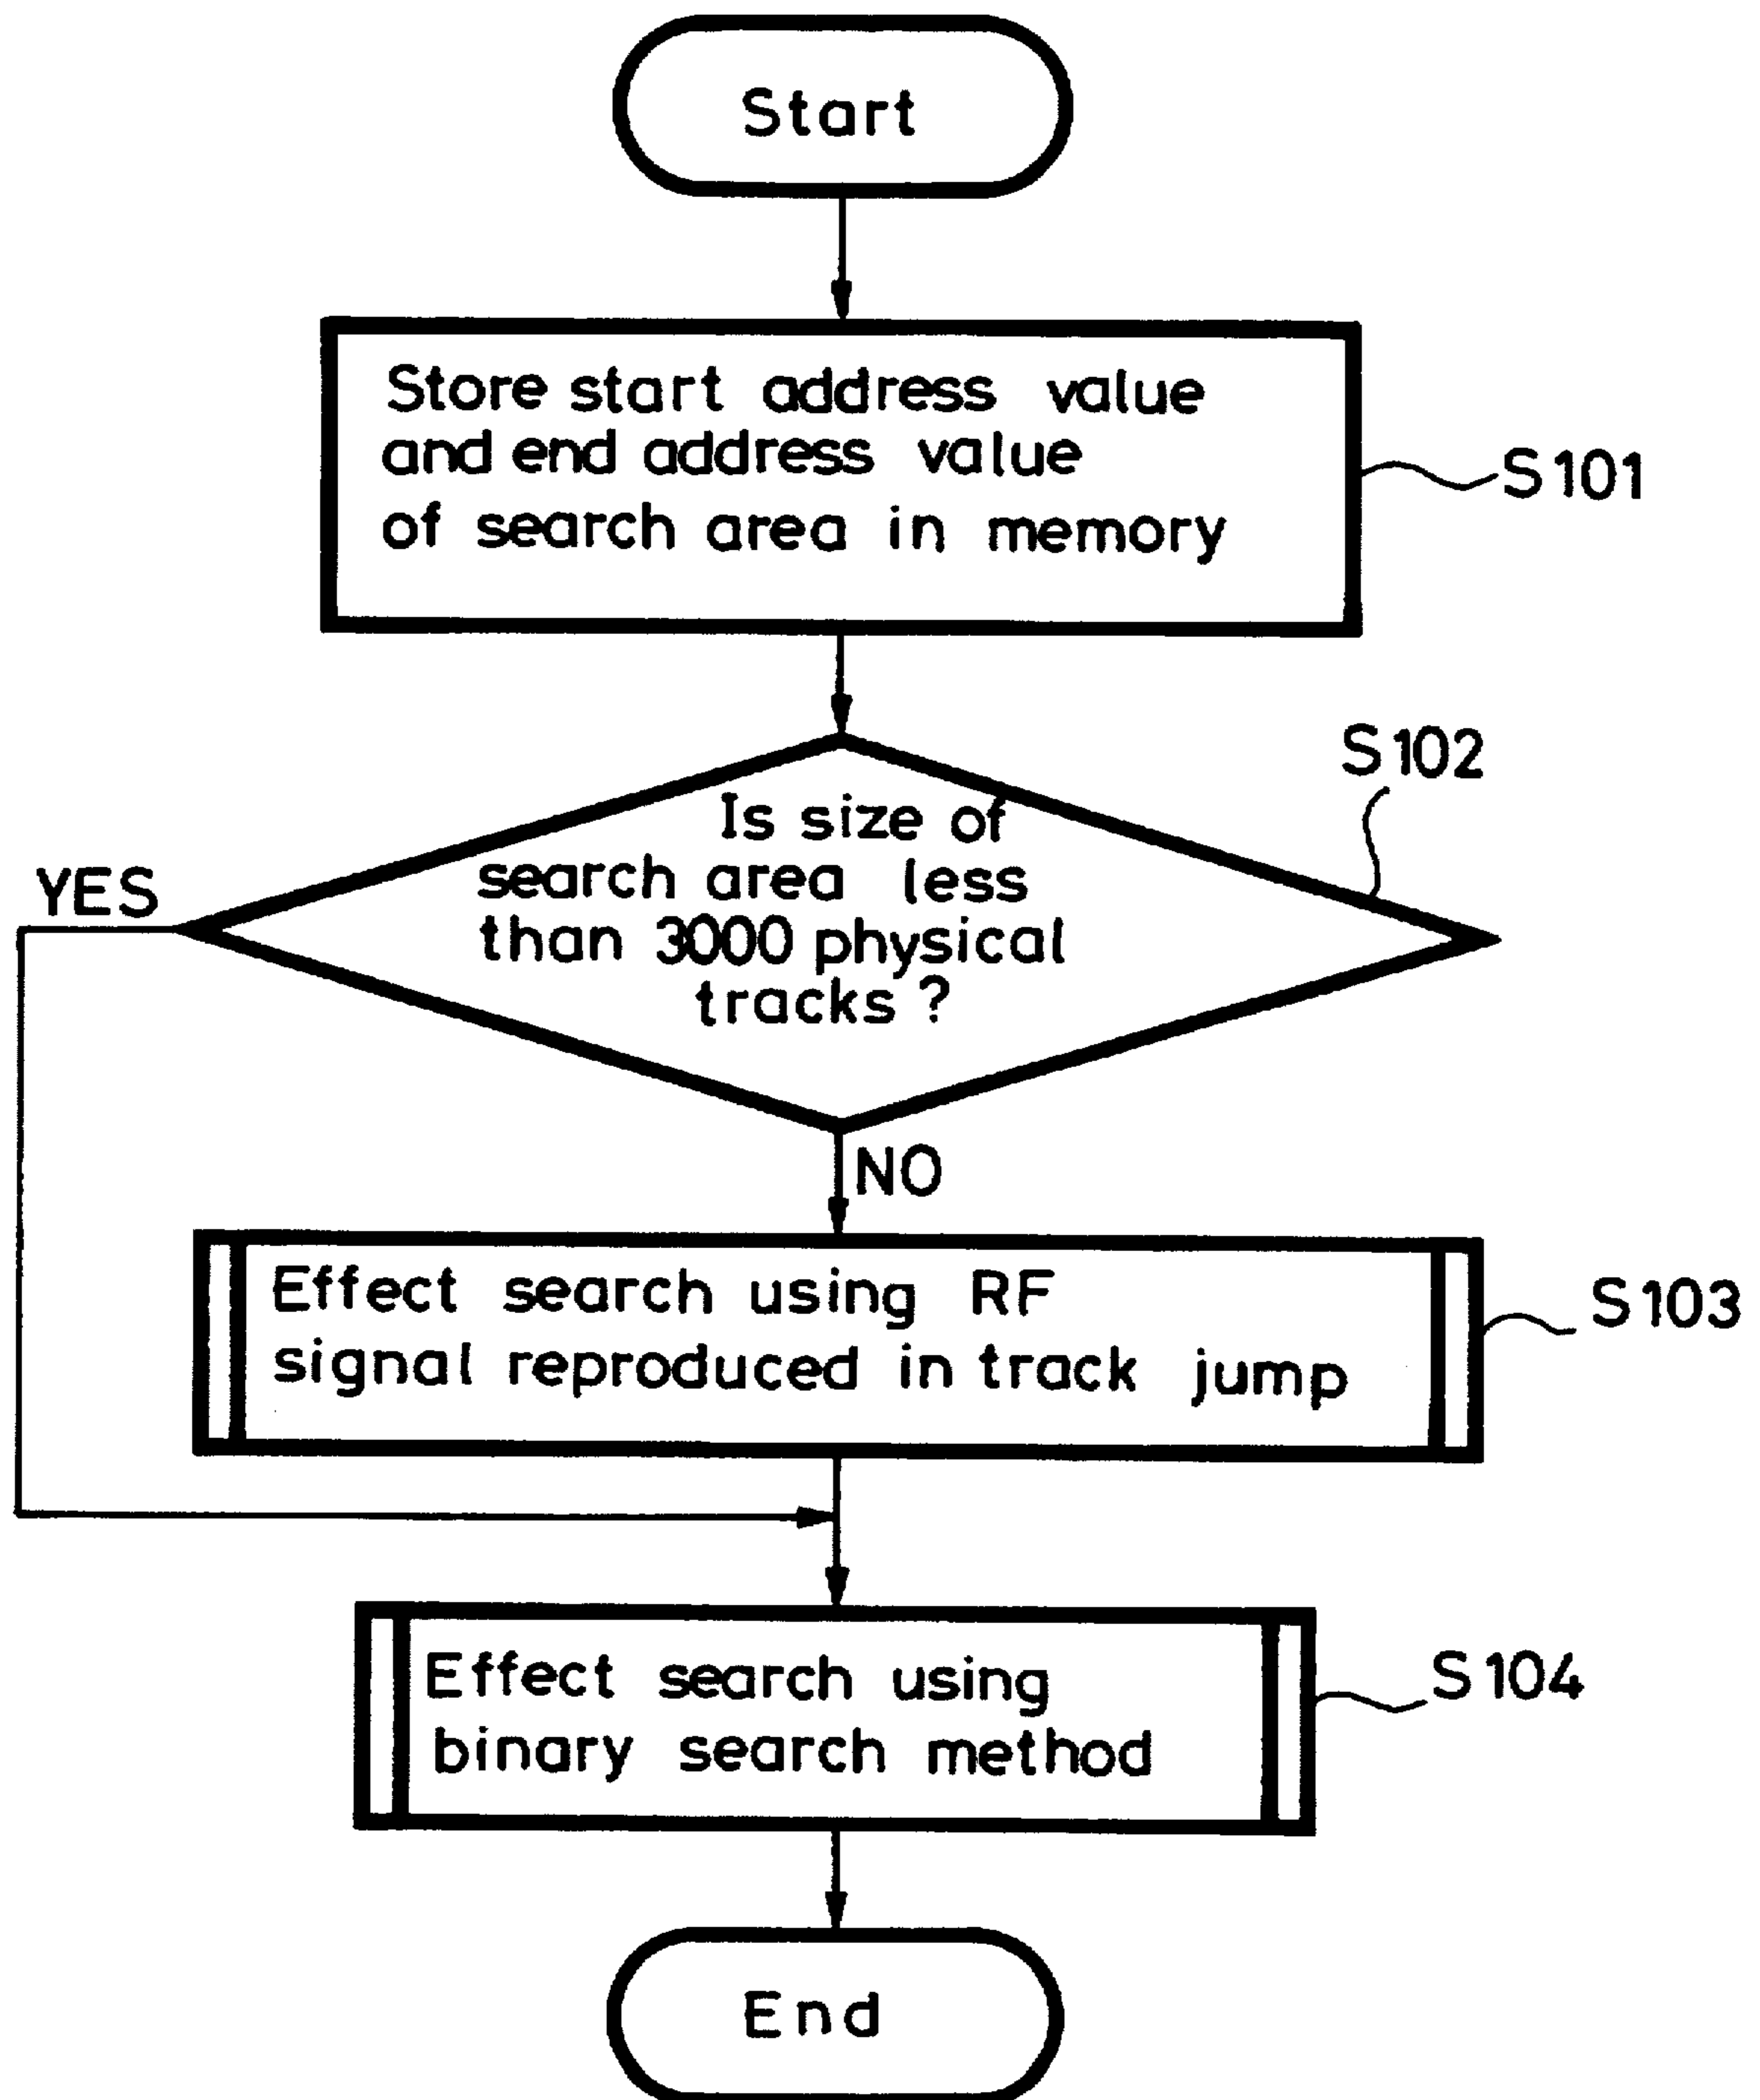 Start
Store start address value
and end address value
of search area in memory
S101
S102
Is size of
search area less
than 3000 physical
tracks ?
YES
NO
Effect search using RF
signal reproduced in track jump
S103
Effect search using
binary search method
S104
End